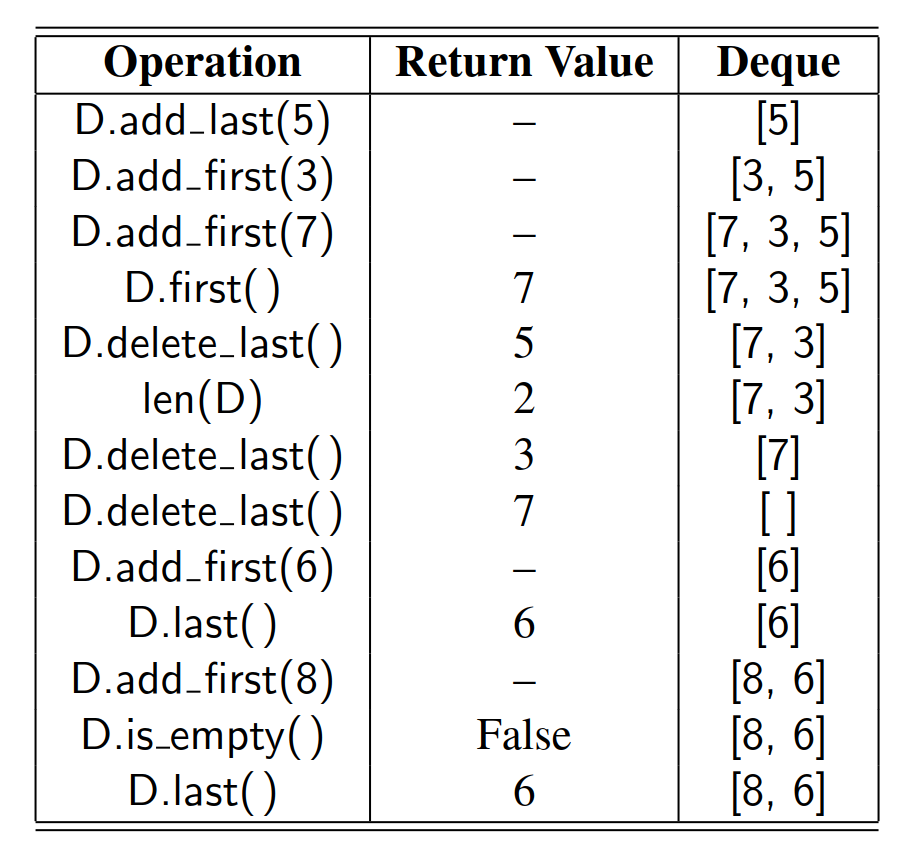 Operation Return Value Deque
D.add_last(5) – [5]
D.add_first(3) – [3, 5]
D.add_first(7) – [7, 3, 5]
D.first( ) 7 [7, 3, 5]
D.delete_last( ) 5 [7, 3]
len(D) 2 [7, 3]
D.delete_last( ) 3 [7]
D.delete_last( ) 7 [ ]
D.add_first(6) – [6]
D.last( ) 6 [6]
D.add_first(8) – [8, 6]
D.is_empty( ) False [8, 6]
D.last( ) 6 [8, 6]